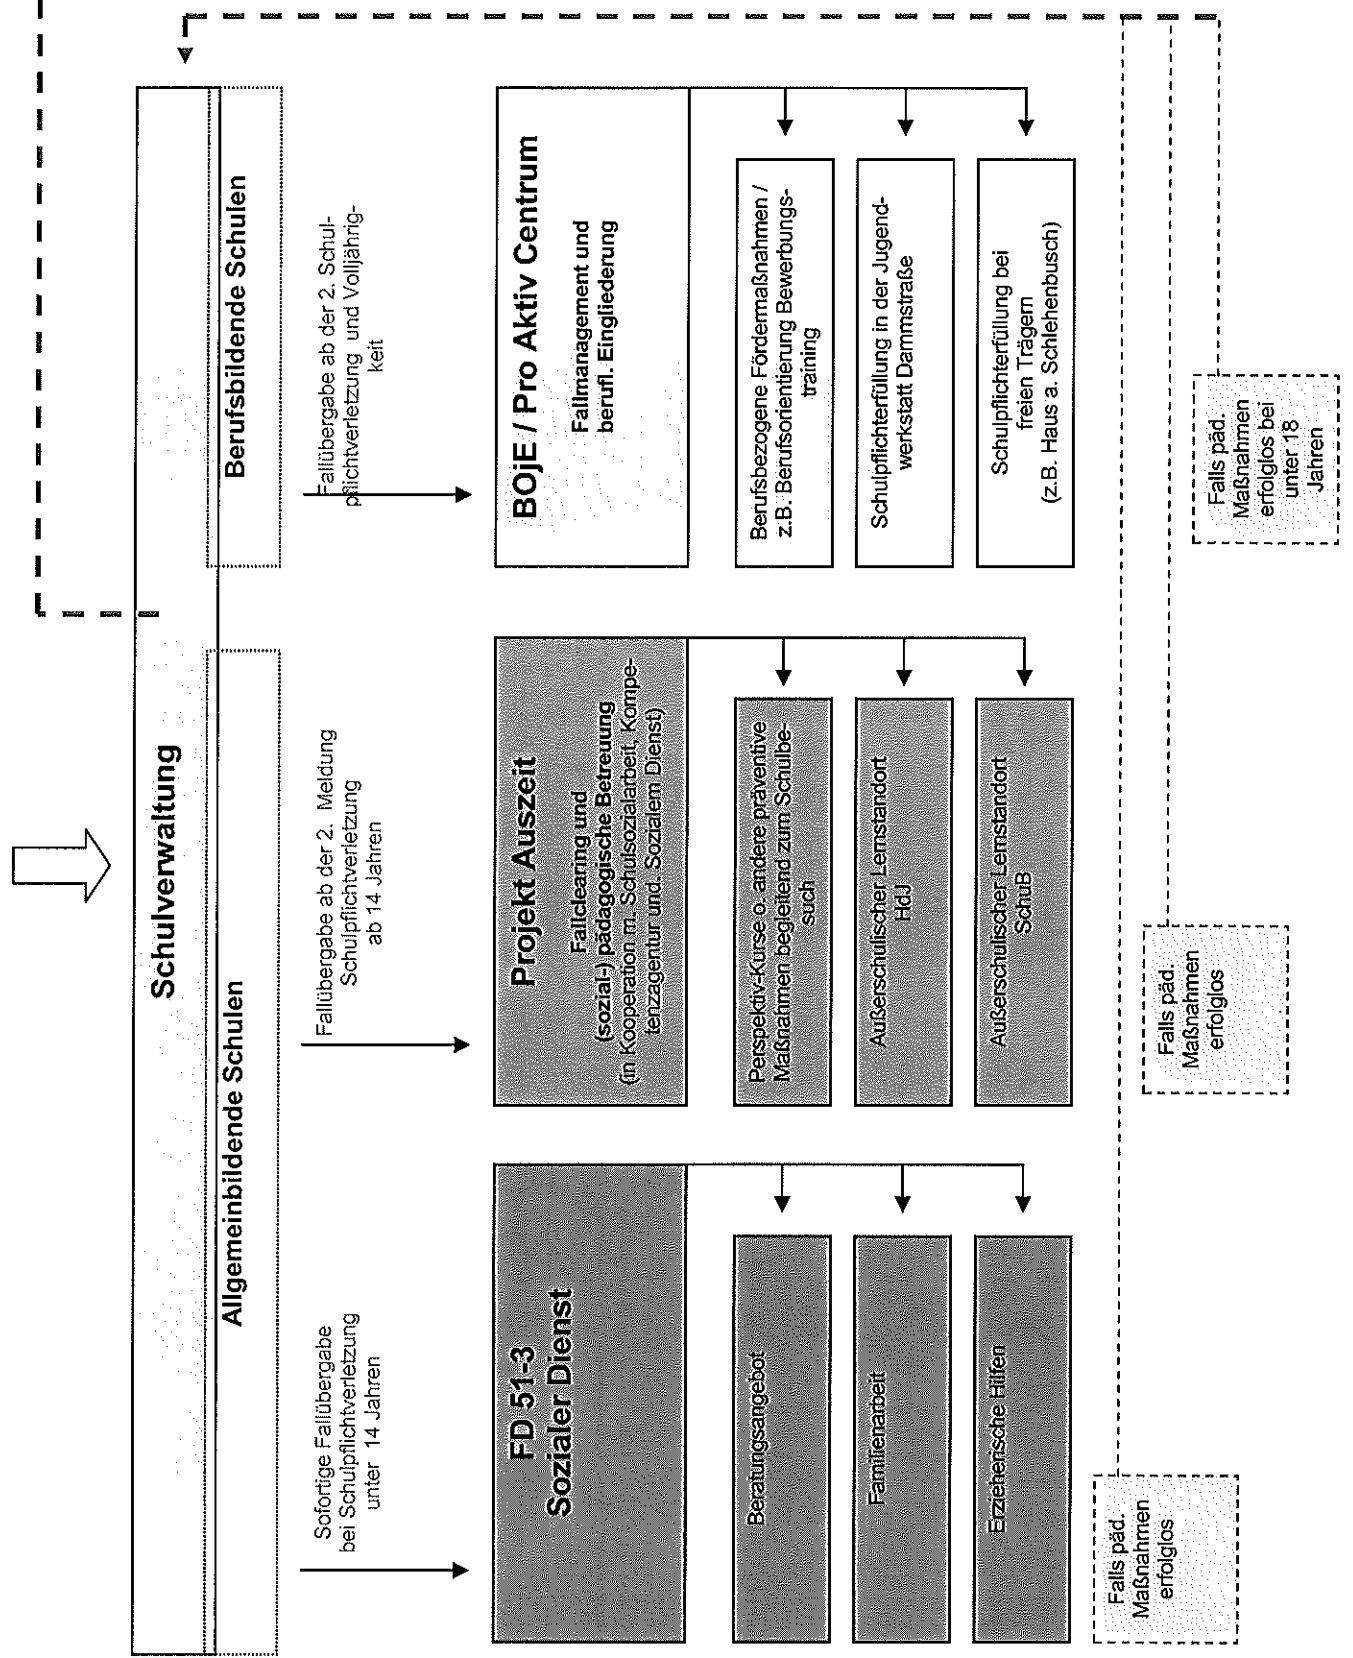 Schulverwaltung
Allgemeinbildende Schulen
Berufsbildende Schulen
Sofortige Fallübergabe
bei Schulpflichtverletzung
unter 14 Jahren
Fallübergabe ab der 2. Meldung
Schulpflichtverletzung
ab 14 Jahren
Fallübergabe ab der 2. Schul-
pflichtverletzung und Volljährig-
keit
FD 51-3
Sozialer Dienst
Beratungsangebot
Familienarbeit
Erzieherische Hilfen
Projekt Auszeit
Fallclearing und
(sozial-) pädagogische Betreuung
(in Kooperation m. Schulsozialarbeit, Kompe-
tenzagentur und. Sozialem Dienst)
Perspektiv-Kurse o. andere präventive
Maßnahmen begleitend zum Schulbe-
such
Außerschulischer Lernstandort
HdJ
Außerschulischer Lernstandort
SchuB
BOjE / Pro Aktiv Centrum
Fallmanagement und
berufl. Eingliederung
Berufsbezogene Fördermaßnahmen /
z.B. Berufsorientierung Bewerbungs-
training
Schulpflichterfüllung in der Jugend-
werkstatt Dammstraße
Schulpflichterfüllung bei
freien Trägern
(z.B. Haus a. Schlehenbusch)
Falls päd.
Maßnahmen
erfolglos
Falls päd.
Maßnahmen
erfolglos
Falls päd.
Maßnahmen
erfolglos bei
unter 18
Jahren